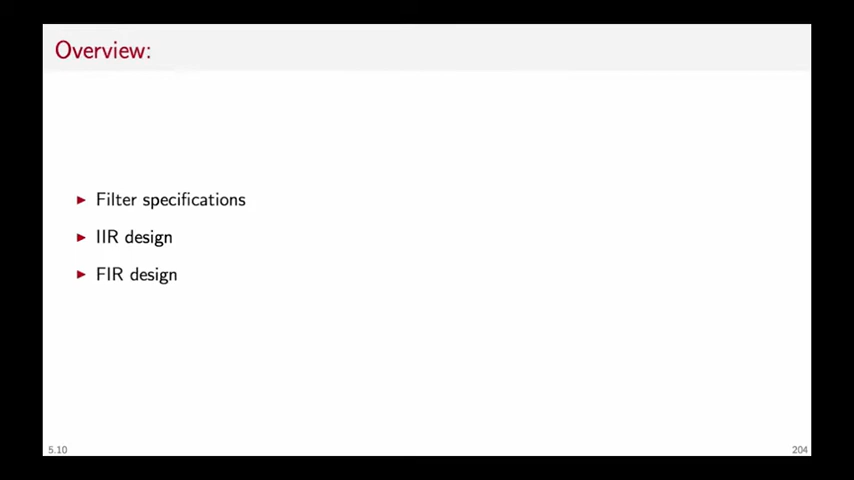 Overview:
▶ Filter specifications
▶ IIR design
▶ FIR design
5.10
204